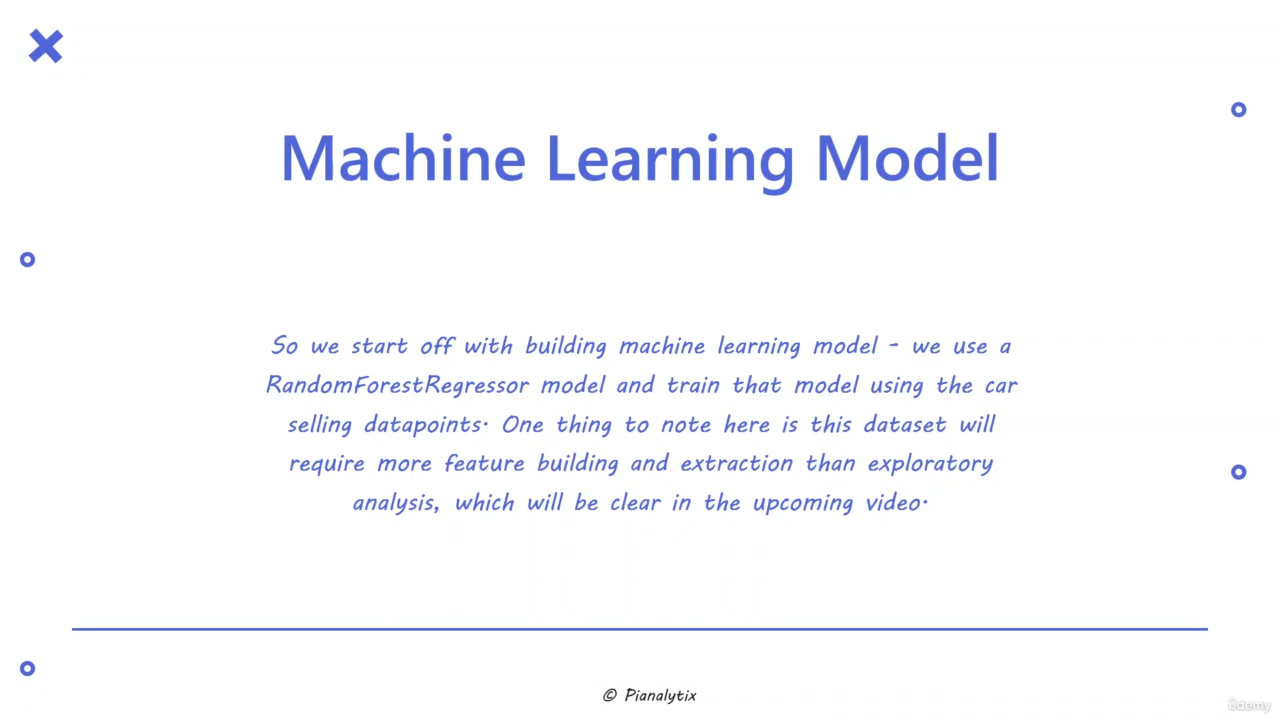 Machine Learning Model
So we start off with building machine learning model - we use a
RandomForestRegressor model and train that model using the car
selling datapoints. One thing to note here is this dataset will
require more feature building and extraction than exploratory
analysis, which will be clear in the upcoming video.
© Pianalytix
ûdemy